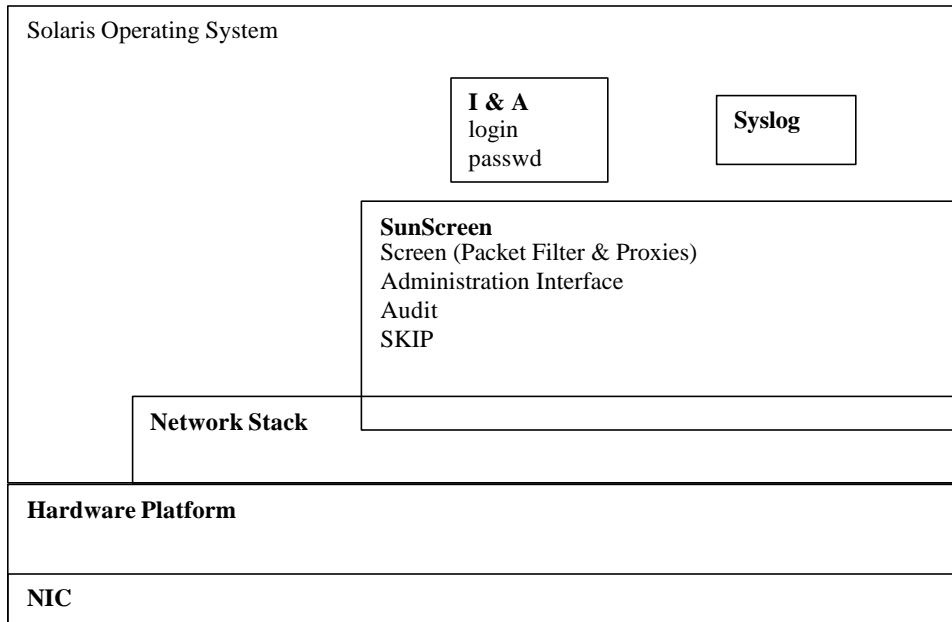 Solaris Operating System
I & A
login
passwd
Syslog
SunScreen
Screen (Packet Filter & Proxies)
Administration Interface
Audit
SKIP
Network Stack
Hardware Platform
NIC